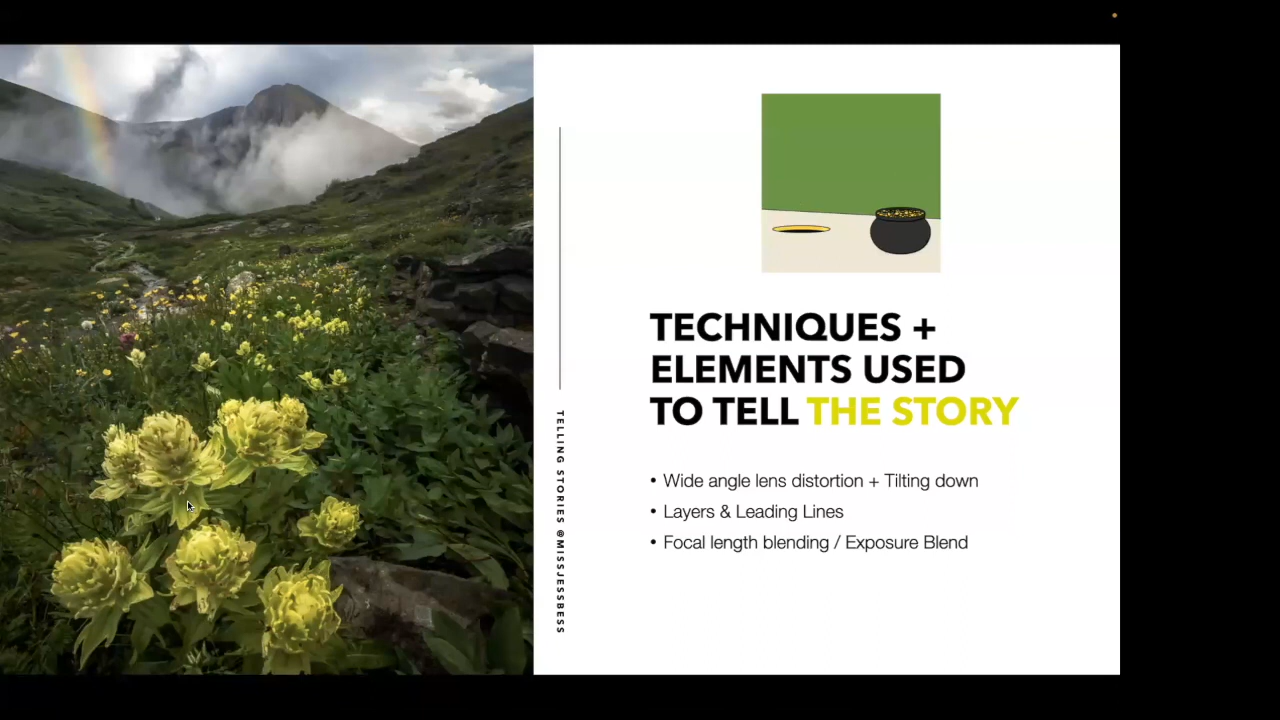 TECHNIQUES +
ELEMENTS USED
TO TELL THE STORY
• Wide angle lens distortion + Tilting down
• Layers & Leading Lines
• Focal length blending / Exposure Blend
TELLING STORIES @MISSJESSBESS